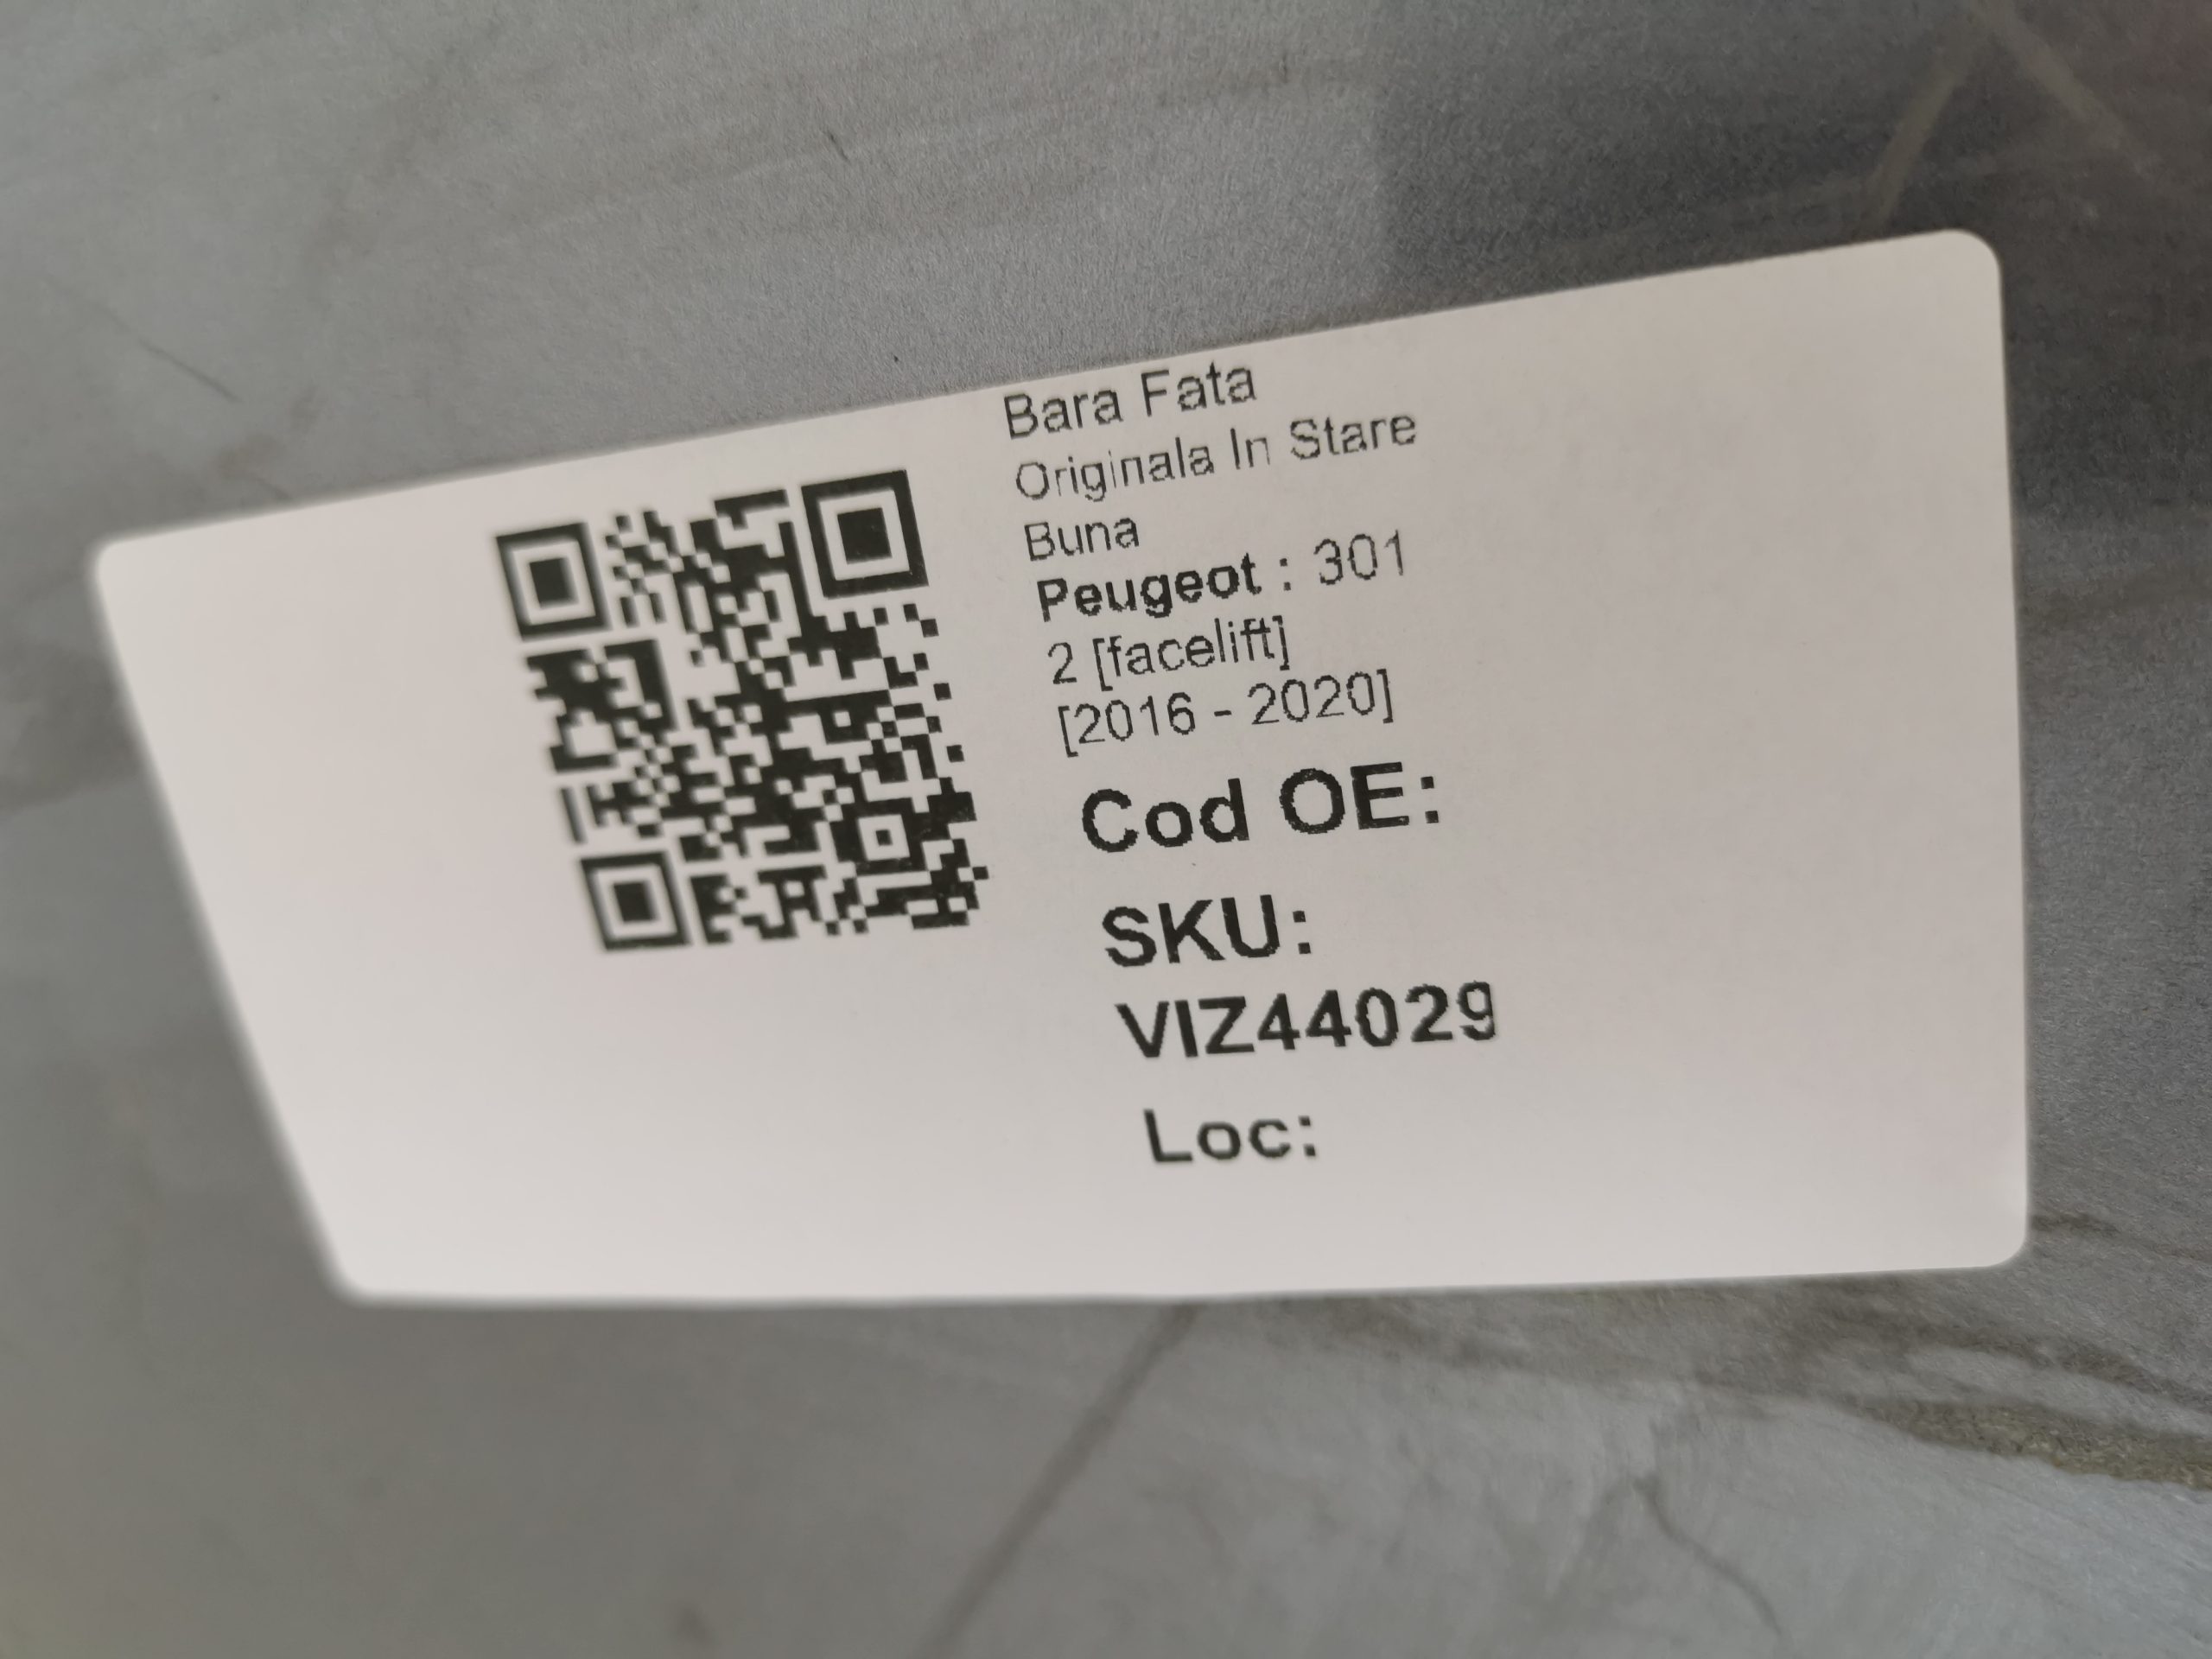 Bara Fata
Originala In Stare
Buna
Peugeot : 301
2 [facelift]
[2016 - 2020]
Cod OE:
SKU:
VIZ44029
Loc: